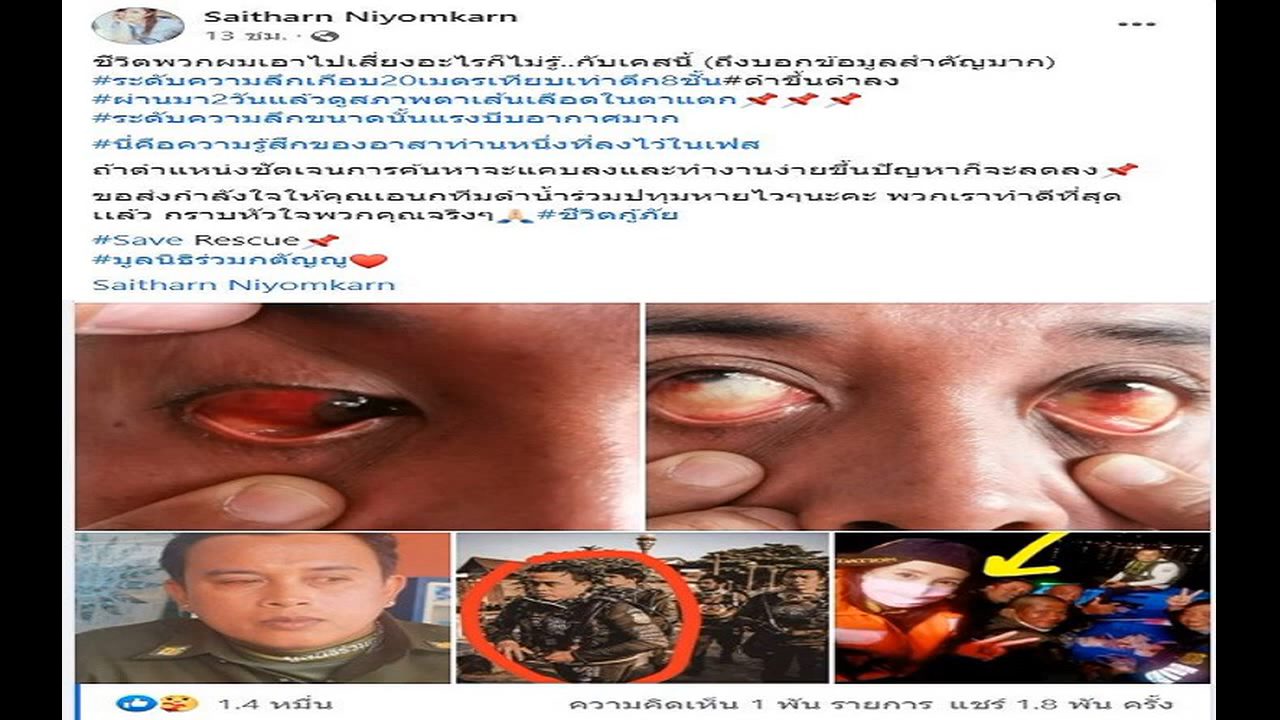 Saitharn Niyomkarn
13 ชม. ·
ชีวิตพวกผมเอาไปเสี่ยงอะไรก็ไม่รู้..กับเคสนี้ (ถึงบอกข้อมูลสำคัญมาก)
#ระดับความลึกเกือบ20เมตรเทียบเท่าตึก8ชั้น#ดำขึ้นดำลง
#ผ่านมา2วันแล้วดูสภาพตาเส้นเลือดในตาแตก📌📌📌
#ระดับความลึกขนาดนั้นแรงบีบอากาศมาก
#นี่คือความรู้สึกของอาสาท่านหนึ่งที่ลงไว้ในเฟส
ถ้าตำแหน่งชัดเจนการค้นหาจะแคบลงและทำงานง่ายขึ้นปัญหาก็จะลดลง📌
ขอส่งกำลังใจให้คุณเอนกทีมดำน้ำร่วมปทุมหายไวๆนะคะ พวกเราทำดีที่สุด
แล้ว กราบหัวใจพวกคุณจริงๆ🙏🏻#ชีวิตกู้ภัย
#Save Rescue📌
#มูลนิธิร่วมกตัญญู❤️
Saitharn Niyomkarn
1.4 หมื่น ความคิดเห็น 1 พัน รายการ แชร์ 1.8 พัน ครั้ง